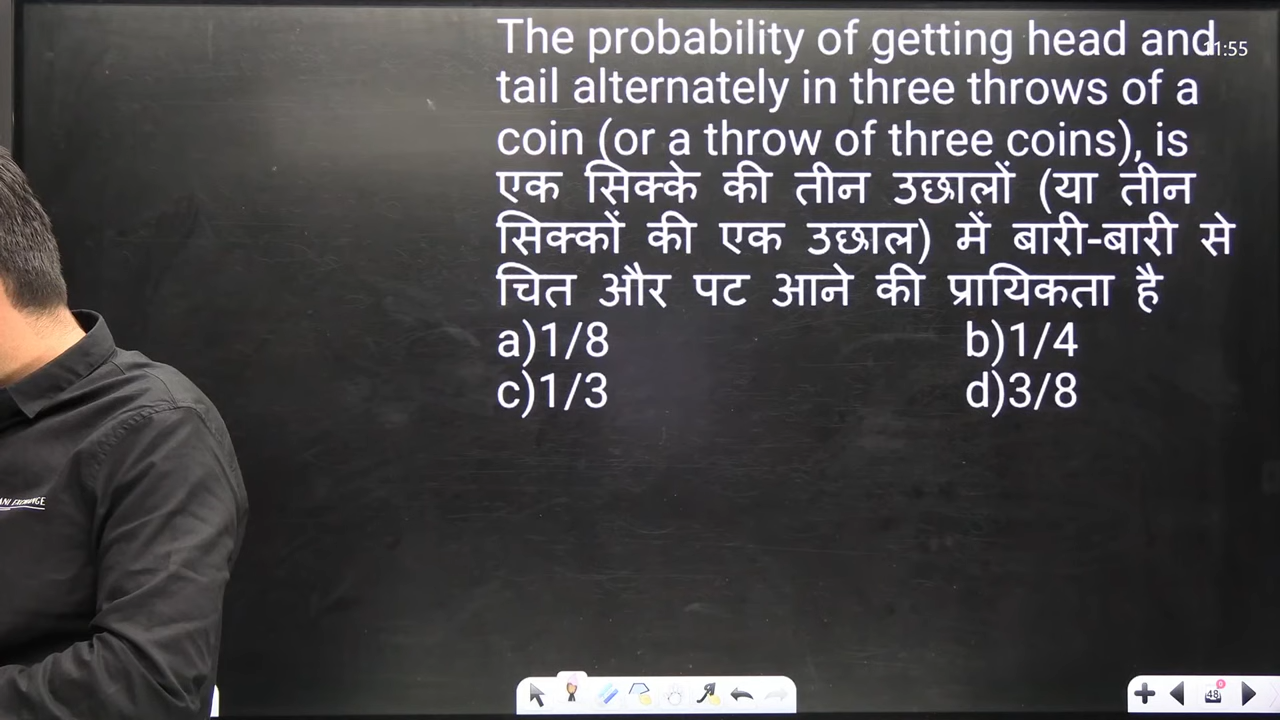 The probability of getting head and
11:55
tail alternately in three throws of a
coin (or a throw of three coins), is
एक सिक्के की तीन उछालों (या तीन
सिक्कों की एक उछाल) में बारी-बारी से
चित और पट आने की प्रायिकता है
a)1/8 b)1/4
c)1/3 d)3/8
48